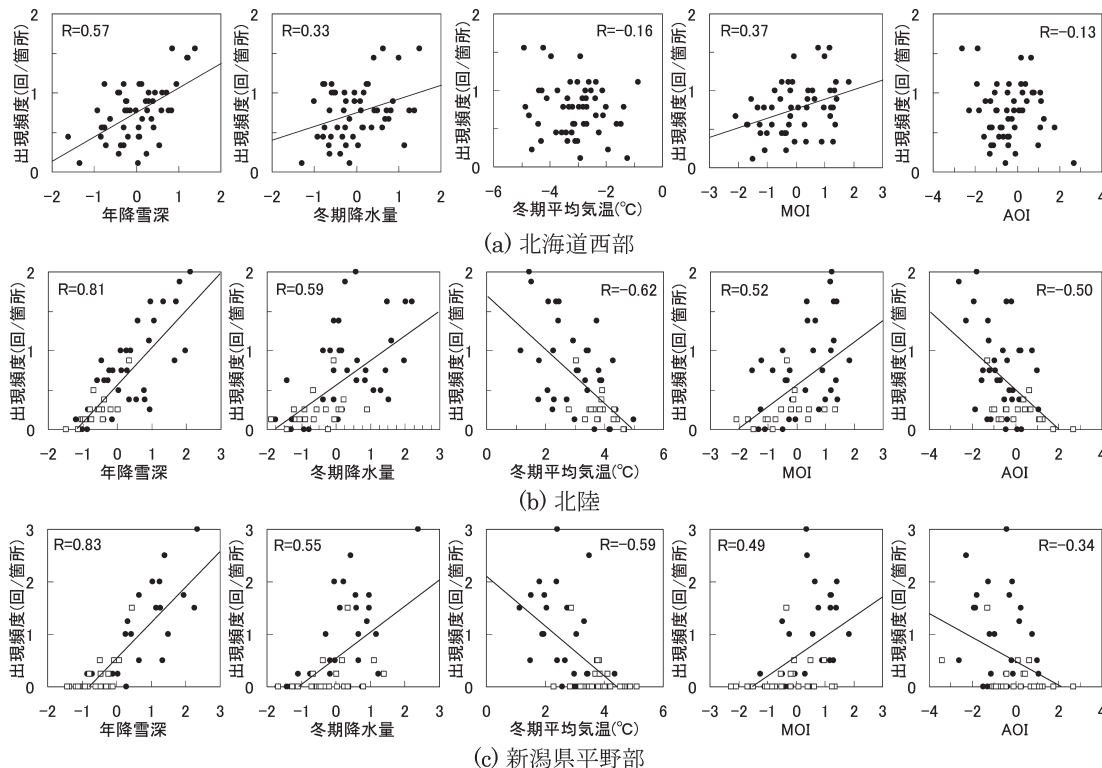 R=0.57 R=0.33 R=−0.16 R=0.37 R=−0.13
出現頻度(回/箇所) 出現頻度(回/箇所) 出現頻度(回/箇所) 出現頻度(回/箇所) 出現頻度(回/箇所)
2 1 0 2 1 0 2 1 0 2 1 0 2 1 0
−2 −1 0 1 2 −2 −1 0 1 2 −6 −4 −2 0 −3 −2 −1 0 1 2 3 −4 −2 0 2 4
年降雪深 冬期降水量 冬期平均気温(℃) MOI AOI
(a) 北海道西部
R=0.81 R=0.59 R=−0.62 R=0.52 R=−0.50
出現頻度(回/箇所) 出現頻度(回/箇所) 出現頻度(回/箇所) 出現頻度(回/箇所) 出現頻度(回/箇所)
2 1 0 2 1 0 2 1 0 2 1 0 2 1 0
−2 −1 0 1 2 3 −2 −1 0 1 2 3 0 2 4 6 −3 −2 −1 0 1 2 3 −4 −2 0 2 4
年降雪深 冬期降水量 冬期平均気温(℃) MOI AOI
(b) 北陸
R=0.83 R=0.55 R=−0.59 R=0.49 R=−0.34
出現頻度(回/箇所) 出現頻度(回/箇所) 出現頻度(回/箇所) 出現頻度(回/箇所) 出現頻度(回/箇所)
3 2 1 0 3 2 1 0 3 2 1 0 3 2 1 0 3 2 1 0
−2 −1 0 1 2 3 −2 −1 0 1 2 3 0 2 4 6 −3 −2 −1 0 1 2 3 −4 −2 0 2 4
年降雪深 冬期降水量 冬期平均気温(℃) MOI AOI
(c) 新潟県平野部